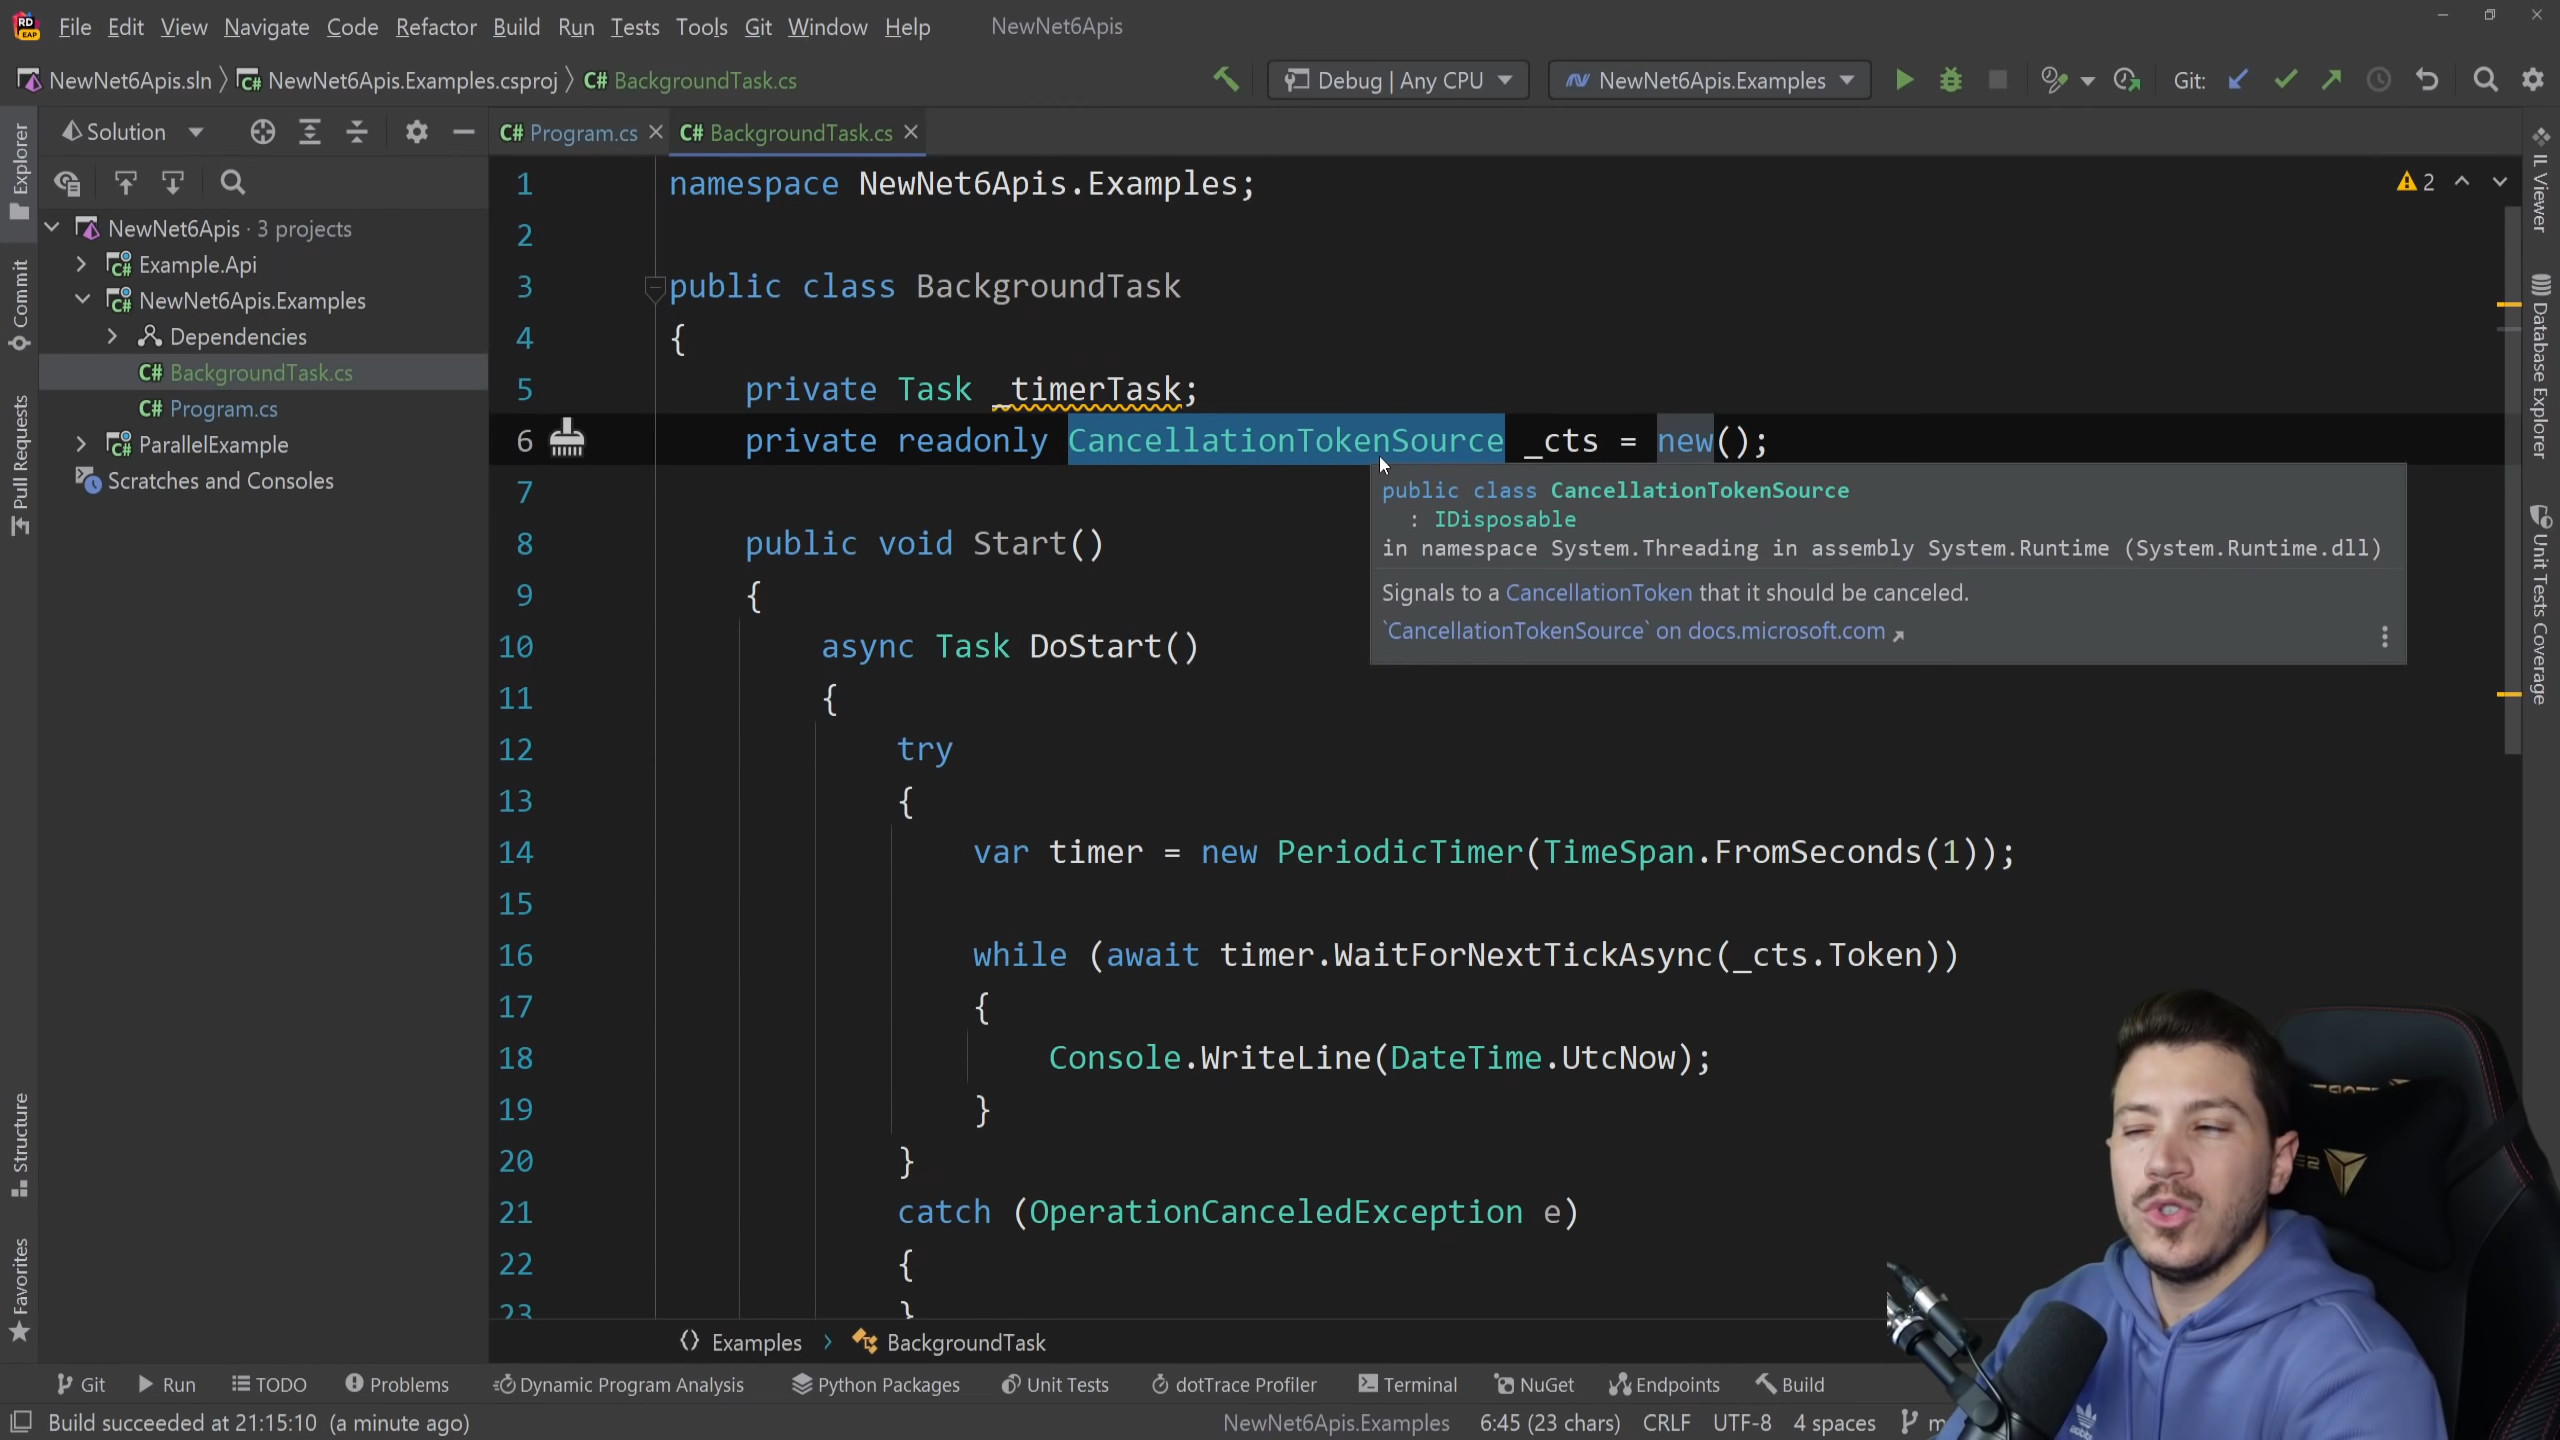 File Edit View Navigate Code Refactor Build Run Tests Tools Git Window Help NewNet6Apis
NewNet6Apis.sln NewNet6Apis.Examples.csproj C# BackgroundTask.cs Debug | Any CPU NewNet6Apis.Examples Git:
Solution
C# Program.cs C# BackgroundTask.cs
Explorer
Commit
Pull Requests
Structure
Favorites
NewNet6Apis · 3 projects
Example.Api
NewNet6Apis.Examples
Dependencies
C# BackgroundTask.cs
C# Program.cs
ParallelExample
Scratches and Consoles
1 namespace NewNet6Apis.Examples;
2
3 public class BackgroundTask
4 {
5 private Task _timerTask;
6 private readonly CancellationTokenSource _cts = new();
7
8 public void Start()
9 {
10 async Task DoStart()
11 {
12 try
13 {
14 var timer = new PeriodicTimer(TimeSpan.FromSeconds(1));
15
16 while (await timer.WaitForNextTickAsync(_cts.Token))
17 {
18 Console.WriteLine(DateTime.UtcNow);
19 }
20 }
21 catch (OperationCanceledException e)
22 {
23 }
2
public class CancellationTokenSource
: IDisposable
in namespace System.Threading in assembly System.Runtime (System.Runtime.dll)
Signals to a CancellationToken that it should be canceled.
`CancellationTokenSource` on docs.microsoft.com
IL Viewer
Database Explorer
Unit Tests Coverage
Examples BackgroundTask
Git Run TODO Problems Dynamic Program Analysis Python Packages Unit Tests dotTrace Profiler Terminal NuGet Endpoints Build
Build succeeded at 21:15:10 (a minute ago) NewNet6Apis.Examples 6:45 (23 chars) CRLF UTF-8 4 spaces